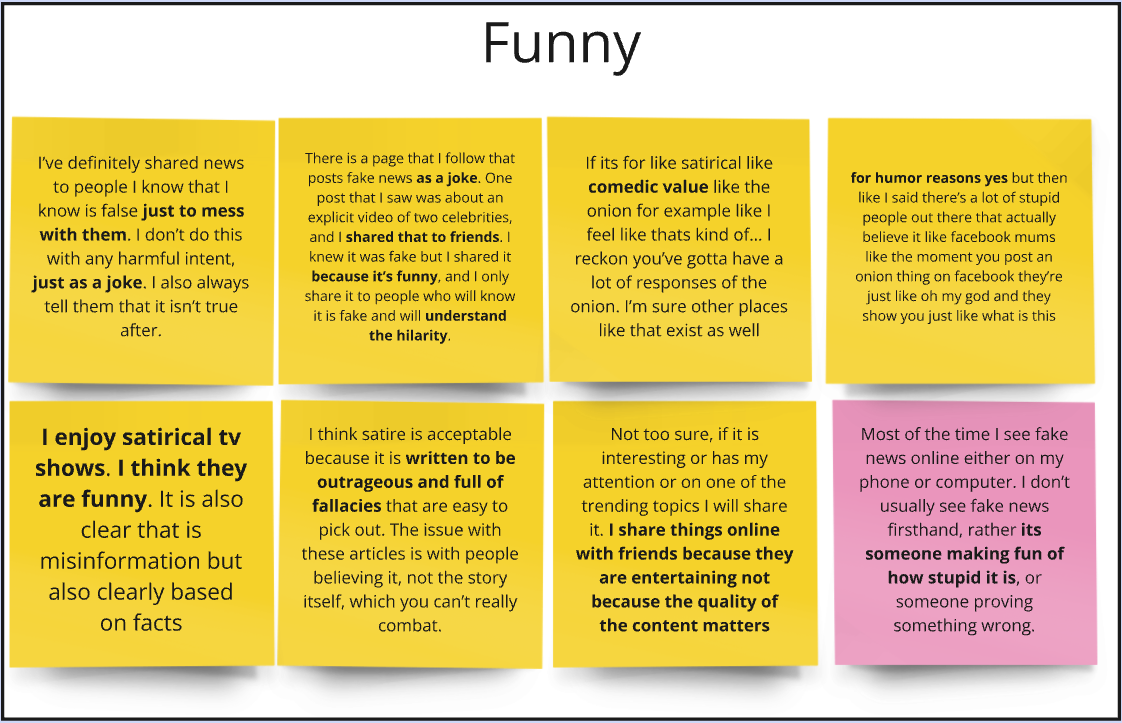 Funny
I've definitely shared news
to people I know that I
know is false just to mess
with them. I don't do this
with any harmful intent,
just as a joke. I also always
tell them that it isn't true
after.
There is a page that I follow that
posts fake news as a joke. One
post that I saw was about an
explicit video of two celebrities,
and I shared that to friends. I
knew it was fake but I shared it
because it's funny, and I only
share it to people who will know
it is fake and will understand
the hilarity.
If its for like satirical like
comedic value like the
onion for example like I
feel like thats kind of... I
reckon you've gotta have a
lot of responses of the
onion. I'm sure other places
like that exist as well
for humor reasons yes but then
like I said there's a lot of stupid
people out there that actually
believe it like facebook mums
like the moment you post an
onion thing on facebook they're
just like oh my god and they
show you just like what is this
I enjoy satirical tv
shows. I think they
are funny. It is also
clear that is
misinformation but
also clearly based
on facts
I think satire is acceptable
because it is written to be
outrageous and full of
fallacies that are easy to
pick out. The issue with
these articles is with people
believing it, not the story
itself, which you can't really
combat.
Not too sure, if it is
interesting or has my
attention or on one of the
trending topics I will share
it. I share things online
with friends because they
are entertaining not
because the quality of
the content matters
Most of the time I see fake
news online either on my
phone or computer. I don't
usually see fake news
firsthand, rather its
someone making fun of
how stupid it is, or
someone proving
something wrong.